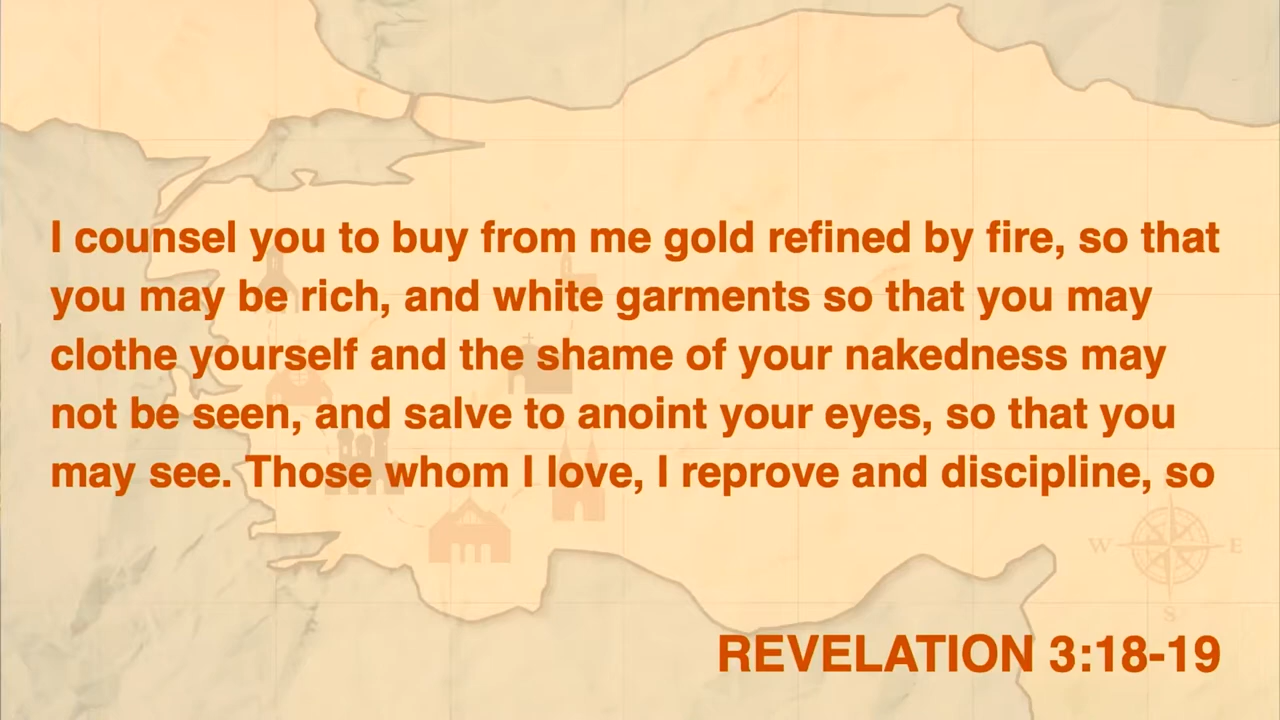 I counsel you to buy from me gold refined by fire, so that
you may be rich, and white garments so that you may
clothe yourself and the shame of your nakedness may
not be seen, and salve to anoint your eyes, so that you
may see. Those whom I love, I reprove and discipline, so
W E
S
REVELATION 3:18-19